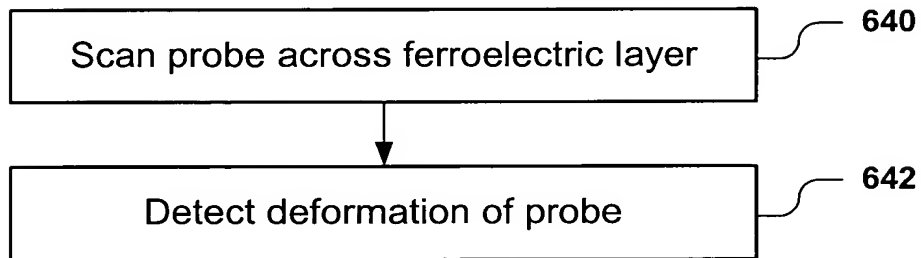 Scan probe across ferroelectric layer
640
Detect deformation of probe
642